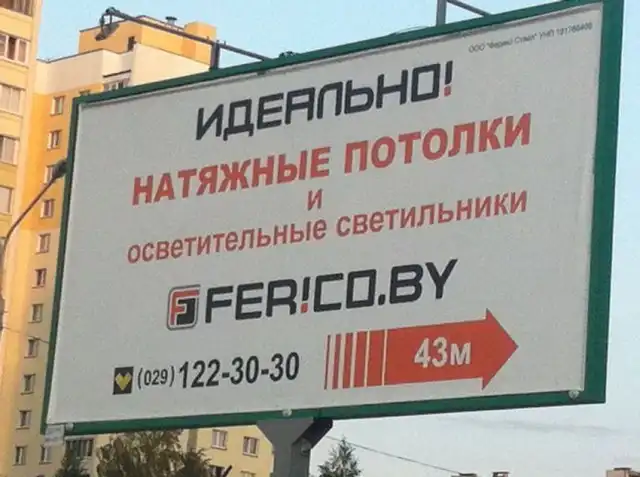 ИДЕАЛЬНО!
НАТЯЖНЫЕ ПОТОЛКИ
И
ОСВЕТИТЕЛЬНЫЕ СВЕТИЛЬНИКИ
FER!CO.BY
(029) 122-30-30
43м